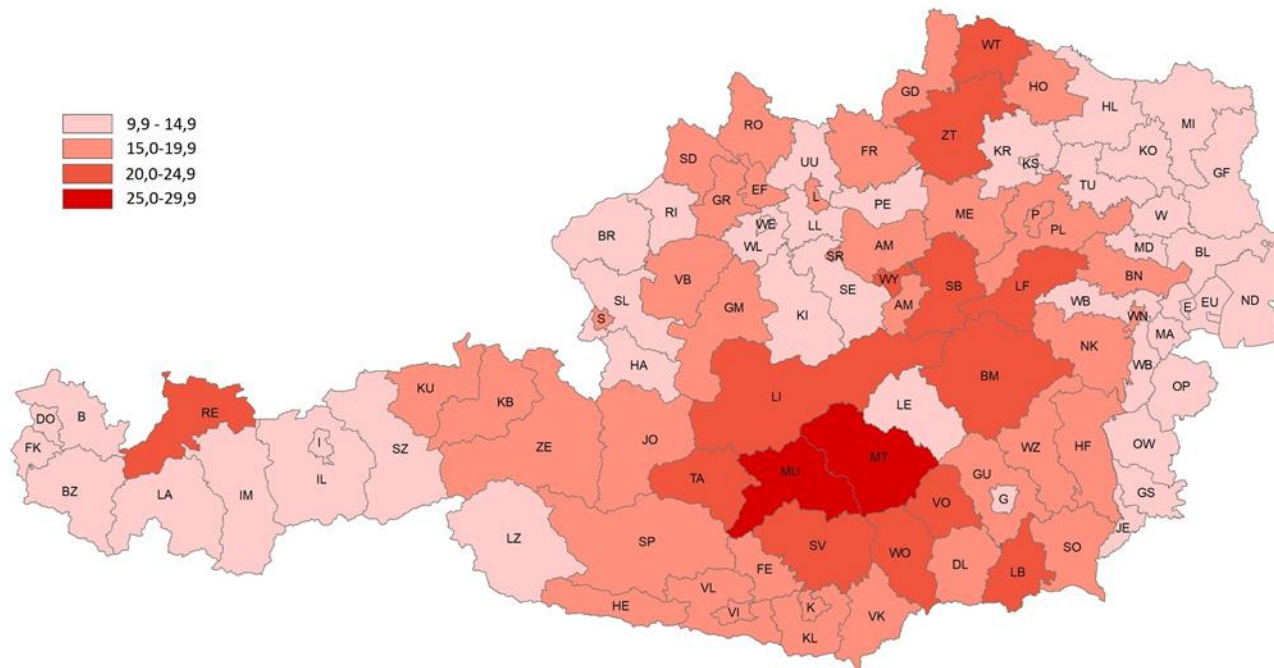 9,9 - 14,9
15,0-19,9
20,0-24,9
25,0-29,9
WT
GD
HO
HL
MI
RO
ZT
KR
KS
KO
GF
SD
UU
FR
TU
EF
GR
L
PE
ME
P
PL
W
RI
WE
LL
BR
WL
AM
MD
BL
SR
VB
WY
SB
LF
BN
SL
GM
SE
AM
WB
E
EU
ND
S
KI
WN
MA
NK
HA
WB
KU
BM
OP
RE
KB
LI
LE
DO
B
I
JO
OW
FK
SZ
ZE
WZ
HF
MT
MU
GU
BZ
LA
IM
IL
TA
GS
G
VO
JE
LZ
SP
SV
WO
SO
FE
DL
LB
VL
HE
VI
K
VK
KL